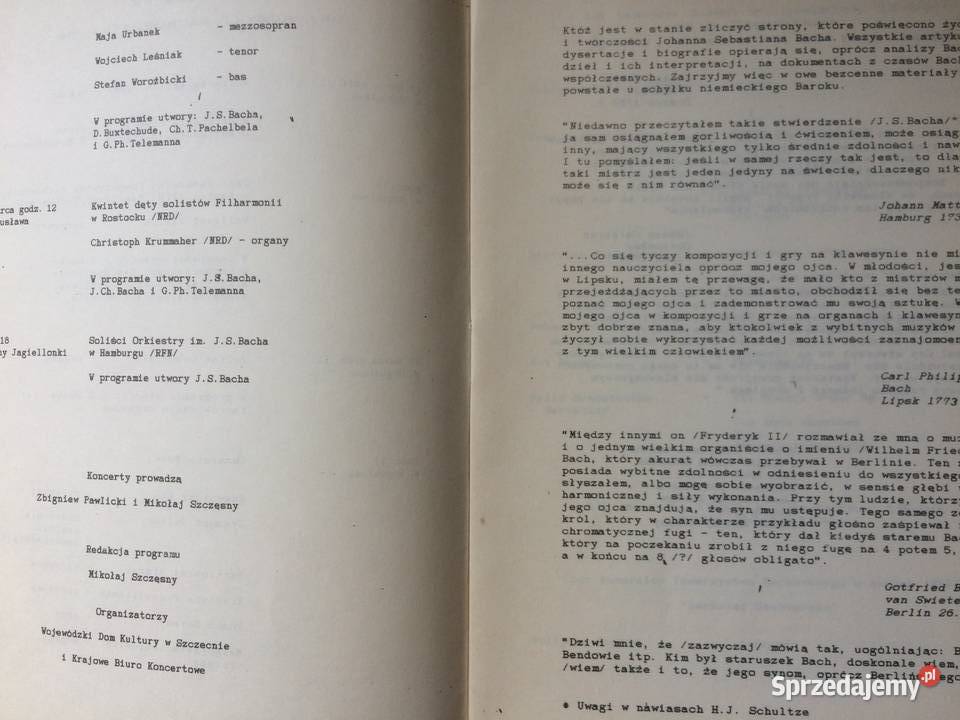 Maja Urbanek - mezzosopran
Wojciech Leśniak - tenor
Stefan Woroźbicki - bas
V programie utwory: J.S.Bacha,
D.Buxtechude, Ch.T.Pachelbela
i G.Ph.Telemanna
rca godz. 12
usława
Kwintet dęty solistów Filharmonii
w Rostocku /NRD/
Christoph Krummaher /NRD/ - organy
V programie utwory: J.S.Bacha,
J.Ch.Bacha i G.Ph.Telemanna
18
ny Jagiellonki
Soliści Orkiestry im. J.S.Bacha
w Hamburgu /RFN/
V programie utwory J.S.Bacha
Koncerty prowadzą
Zbigniew Pawlicki i Mikołaj Szczęsny
Redakcja programu
Mikołaj Szczęsny
Organizatorzy
Wojewódzki Dom Kultury w Szczecnie
i Krajowe Biuro Koncertowe
Któż jest w stanie zliczyć strony, które poświęcono życ
i tworczości Johanna Sebastiana Bacha. Wszystkie artyku
dysertacje i biografie opierają się, oprócz analizy Bac
dzieł i ich interpretacji, na dokumentach z czasów Bach
współczesnych. Zajrzyjmy więc w owe bezcenne materiały
powstałe u schyłku niemieckiego Baroku.
"Niedawno przeczytałem takie stwierdzenie /J.S.Bacha/"
ja sam osiągnąłem gorliwością i ćwiczeniem, może osiąg
inny, mający wszystkiego tylko średnie zdolności i naw
I tu pomyślałem: jeśli w samej rzeczy tak jest, to dla
taki mistrz jest jeden jedyny na świecie, dlaczego nik
może się z nim równać".
Johann Matt
Hamburg 173
"...Co się tyczy kompozycji i gry na klawesynie nie mi
innego nauczyciela oprocz mojego ojca. W młodości, jes
w Lipsku, miałem tę przewagę, że mało kto z mistrzów m
przejeżdżających przez to miasto, obchodził się bez te
poznać mojego ojca i zademonstrować mu swoją sztukę. W
mojego ojca w kompozycji i grze na organach i klawesyn
zbyt dobrze znana, aby ktokolwiek z wybitnych muzyków
życzył sobie wykorzystać każdej możliwości zaznajomoen
z tym wielkim człowiekiem".
Carl Philip
Bach
Lipsk 1773
"Między innymi on /Fryderyk II/ rozmawiał ze mną o muz
i o jednym wielkim organiście o imieniu /Wilhelm Fried
Bach, który akurat wówczas przebywał w Berlinie. Ten
posiada wybitne zdolności w odniesieniu do wszystkiego
słyszałem, albo mogę sobie wyobrazić, w sensie głębi
harmonicznej i siły wykonania. Przy tym ludzie, którz
jego ojca znajdują, że syn mu ustępuje. Tego samego zd
król, który w charakterze przykładu głośno zaśpiewał
chromatycznej fugi - ten, który dał kiedyś staremu Bac
który na poczekaniu zrobił z niego fugę na 4 potem 5,
a w końcu na 8 /?/ głosów obligato".
Gotfried B
van Swiete
Berlin 26.
"Dziwi mnie, że /zazwyczaj/ mówią tak, uogólniając: B
Bendowie itp. Kim był staruszek Bach, doskonale wiem,
/wiem/ także i to, że jego synom, oprócz Berlińskiego
* Uwagi w nawiasach H.J. Schultze
Sprzedajemy.pl